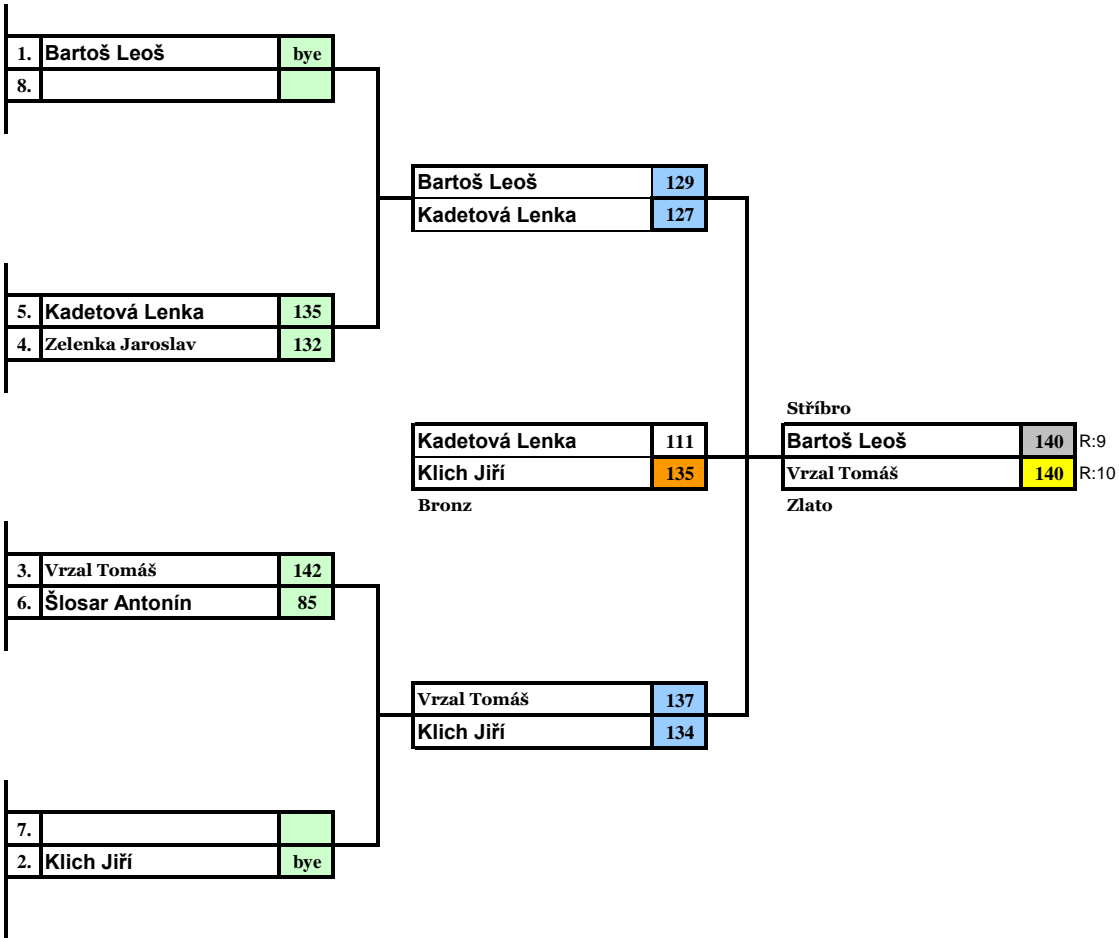 1. Bartoš Leoš bye
8.
Bartoš Leoš 129
Kadetová Lenka 127
5. Kadetová Lenka 135
4. Zelenka Jaroslav 132
Stříbro
Kadetová Lenka 111
Bartoš Leoš 140 R:9
Klich Jiří 135
Vrzal Tomáš 140 R:10
Bronz
Zlato
3. Vrzal Tomáš 142
6. Šlosar Antonín 85
Vrzal Tomáš 137
Klich Jiří 134
7.
2. Klich Jiří bye